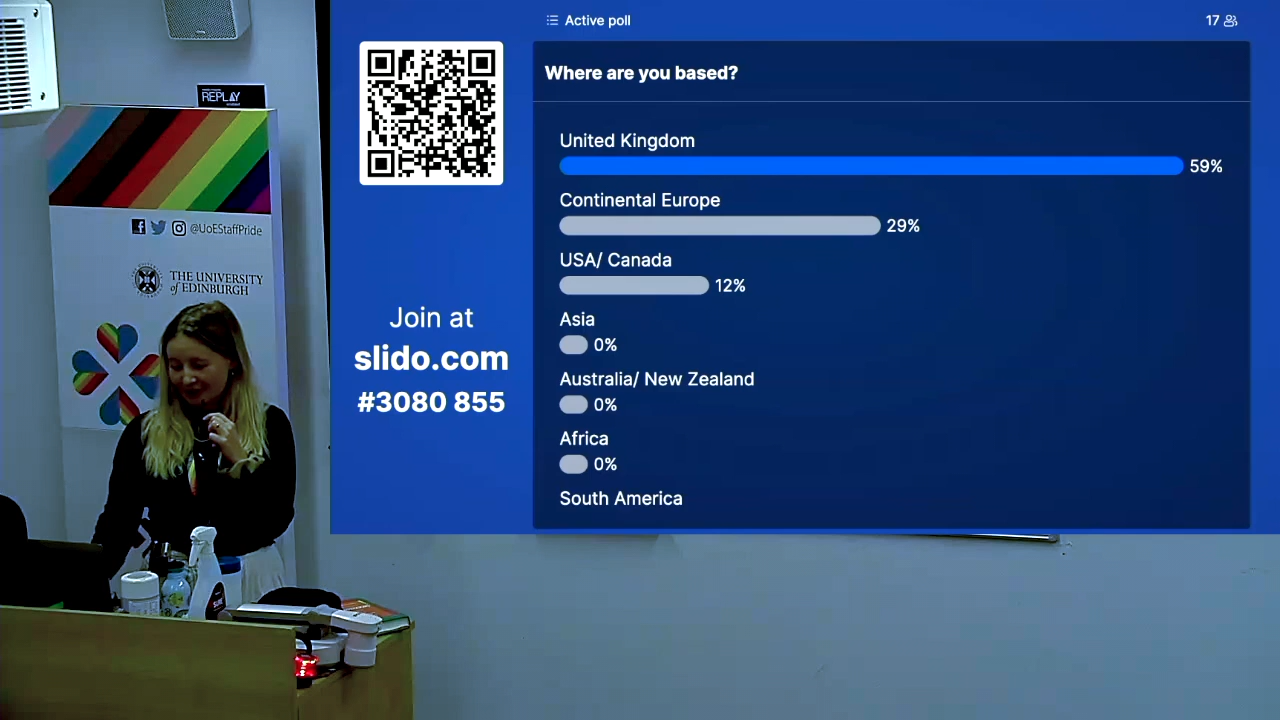 REPLAY
@UoEStaffPride
THE UNIVERSITY
of EDINBURGH
Active poll
17
Where are you based?
United Kingdom
59%
Continental Europe
29%
USA/ Canada
12%
Asia
0%
Australia/ New Zealand
0%
Africa
0%
South America
Join at
slido.com
#3080 855